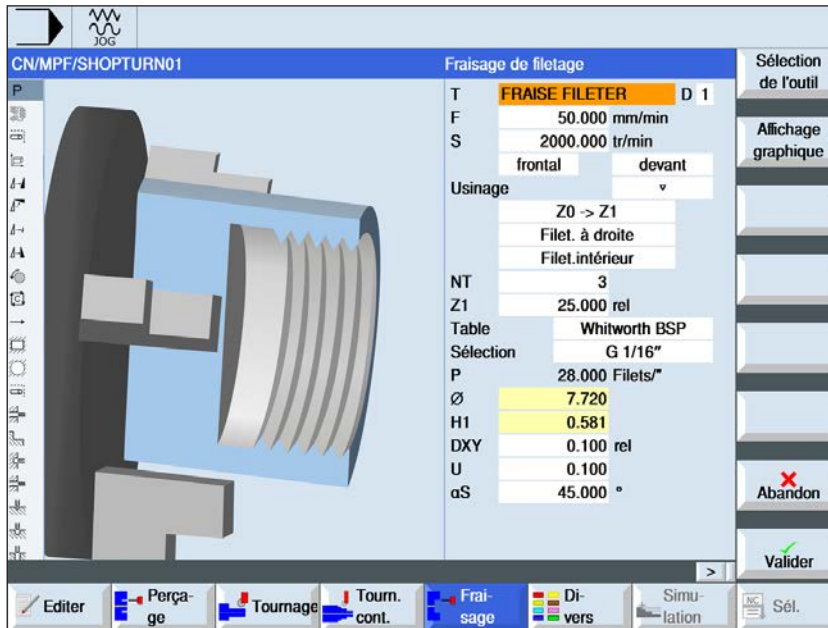 JOG
CN/MPF/SHOPTURN01
Fraisage de filetage
P
T FRAISE FILETER D 1
F 50.000 mm/min
S 2000.000 tr/min
frontal devant
Usinage ▿
Z0 -> Z1
Filet. à droite
Filet.intérieur
NT 3
Z1 25.000 rel
Table Whitworth BSP
Sélection G 1/16"
P 28.000 Filets/"
Ø 7.720
H1 0.581
DXY 0.100 rel
U 0.100
αS 45.000 °
Sélection
de l'outil
Affichage
graphique
Abandon
Valider
>
Editer
Perça-
ge
Tournage
Tourn.
cont.
Frai-
sage
Di-
vers
Simu-
lation
NC
Sél.